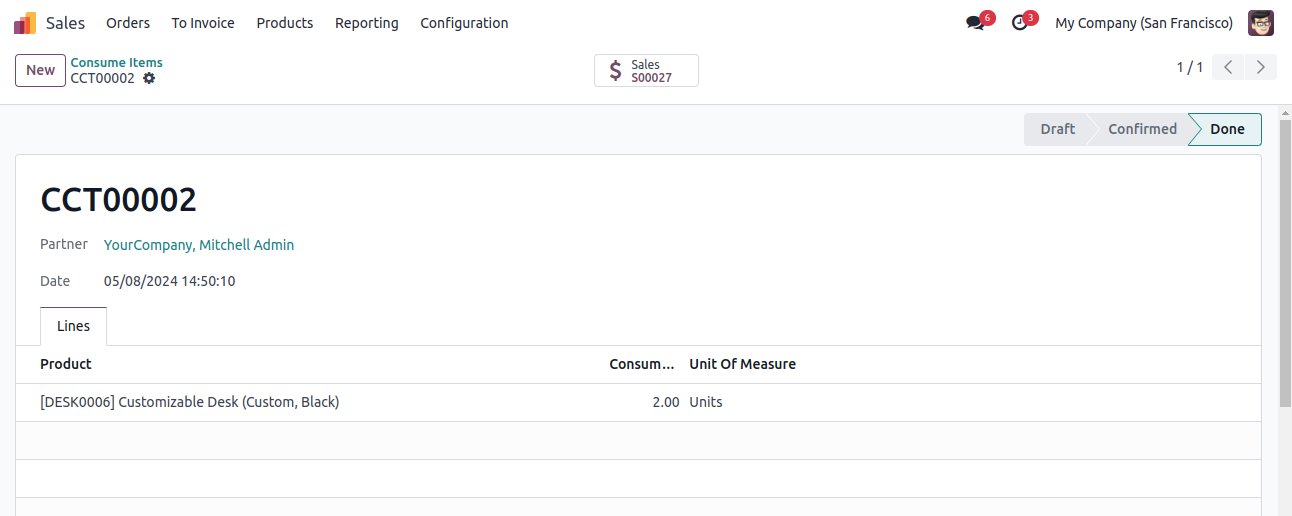 Sales Orders To Invoice Products Reporting Configuration 6 3 My Company (San Francisco)
New Consume Items
CCT00002
Sales
S00027
1 / 1
Draft Confirmed Done
CCT00002
Partner YourCompany, Mitchell Admin
Date 05/08/2024 14:50:10
Lines
Product Consum... Unit Of Measure
[DESK0006] Customizable Desk (Custom, Black) 2.00 Units